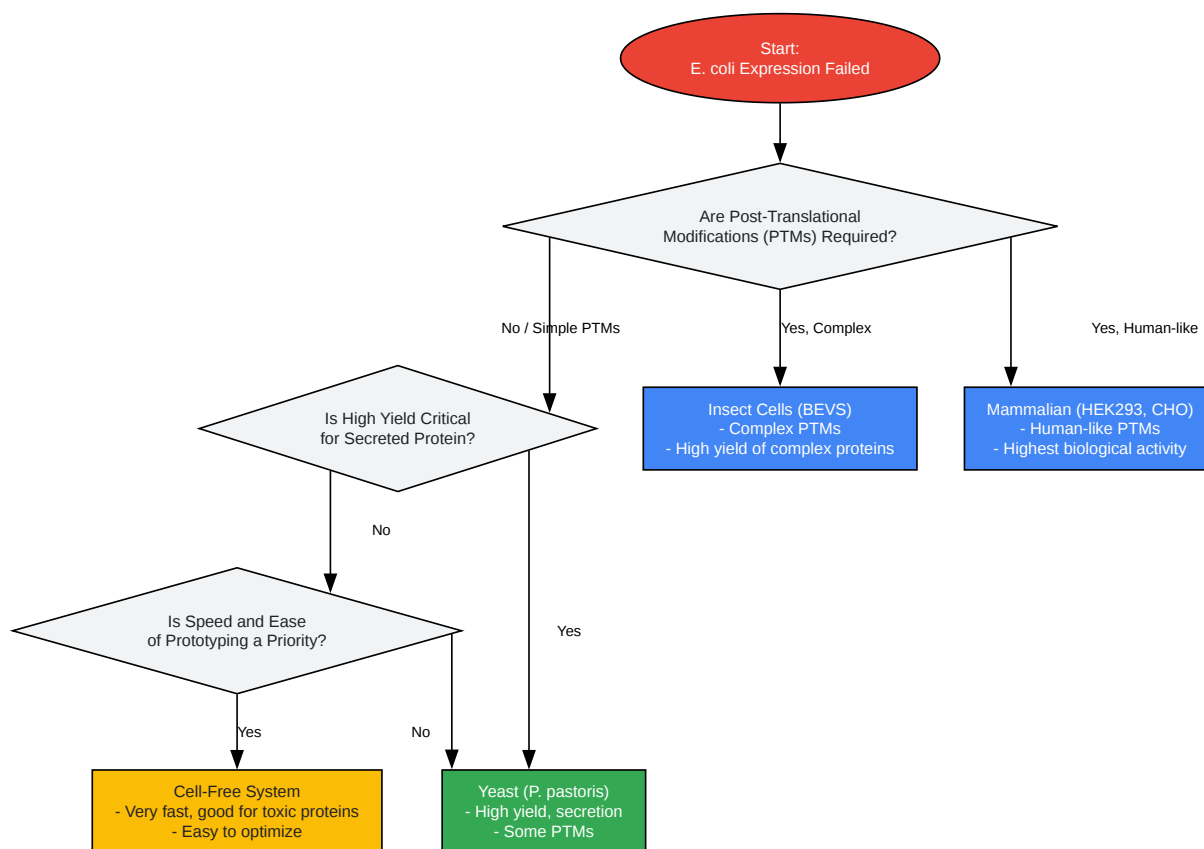 Start:
E. coli Expression Failed
Are Post-Translational
Modifications (PTMs) Required?
No / Simple PTMs
Yes, Complex
Yes, Human-like
Is High Yield Critical
for Secreted Protein?
Insect Cells (BEVS)
- Complex PTMs
- High yield of complex proteins
Mammalian (HEK293, CHO)
- Human-like PTMs
- Highest biological activity
No
Is Speed and Ease
of Prototyping a Priority?
Yes
Yes
No
Cell-Free System
- Very fast, good for toxic proteins
- Easy to optimize
Yeast (P. pastoris)
- High yield, secretion
- Some PTMs